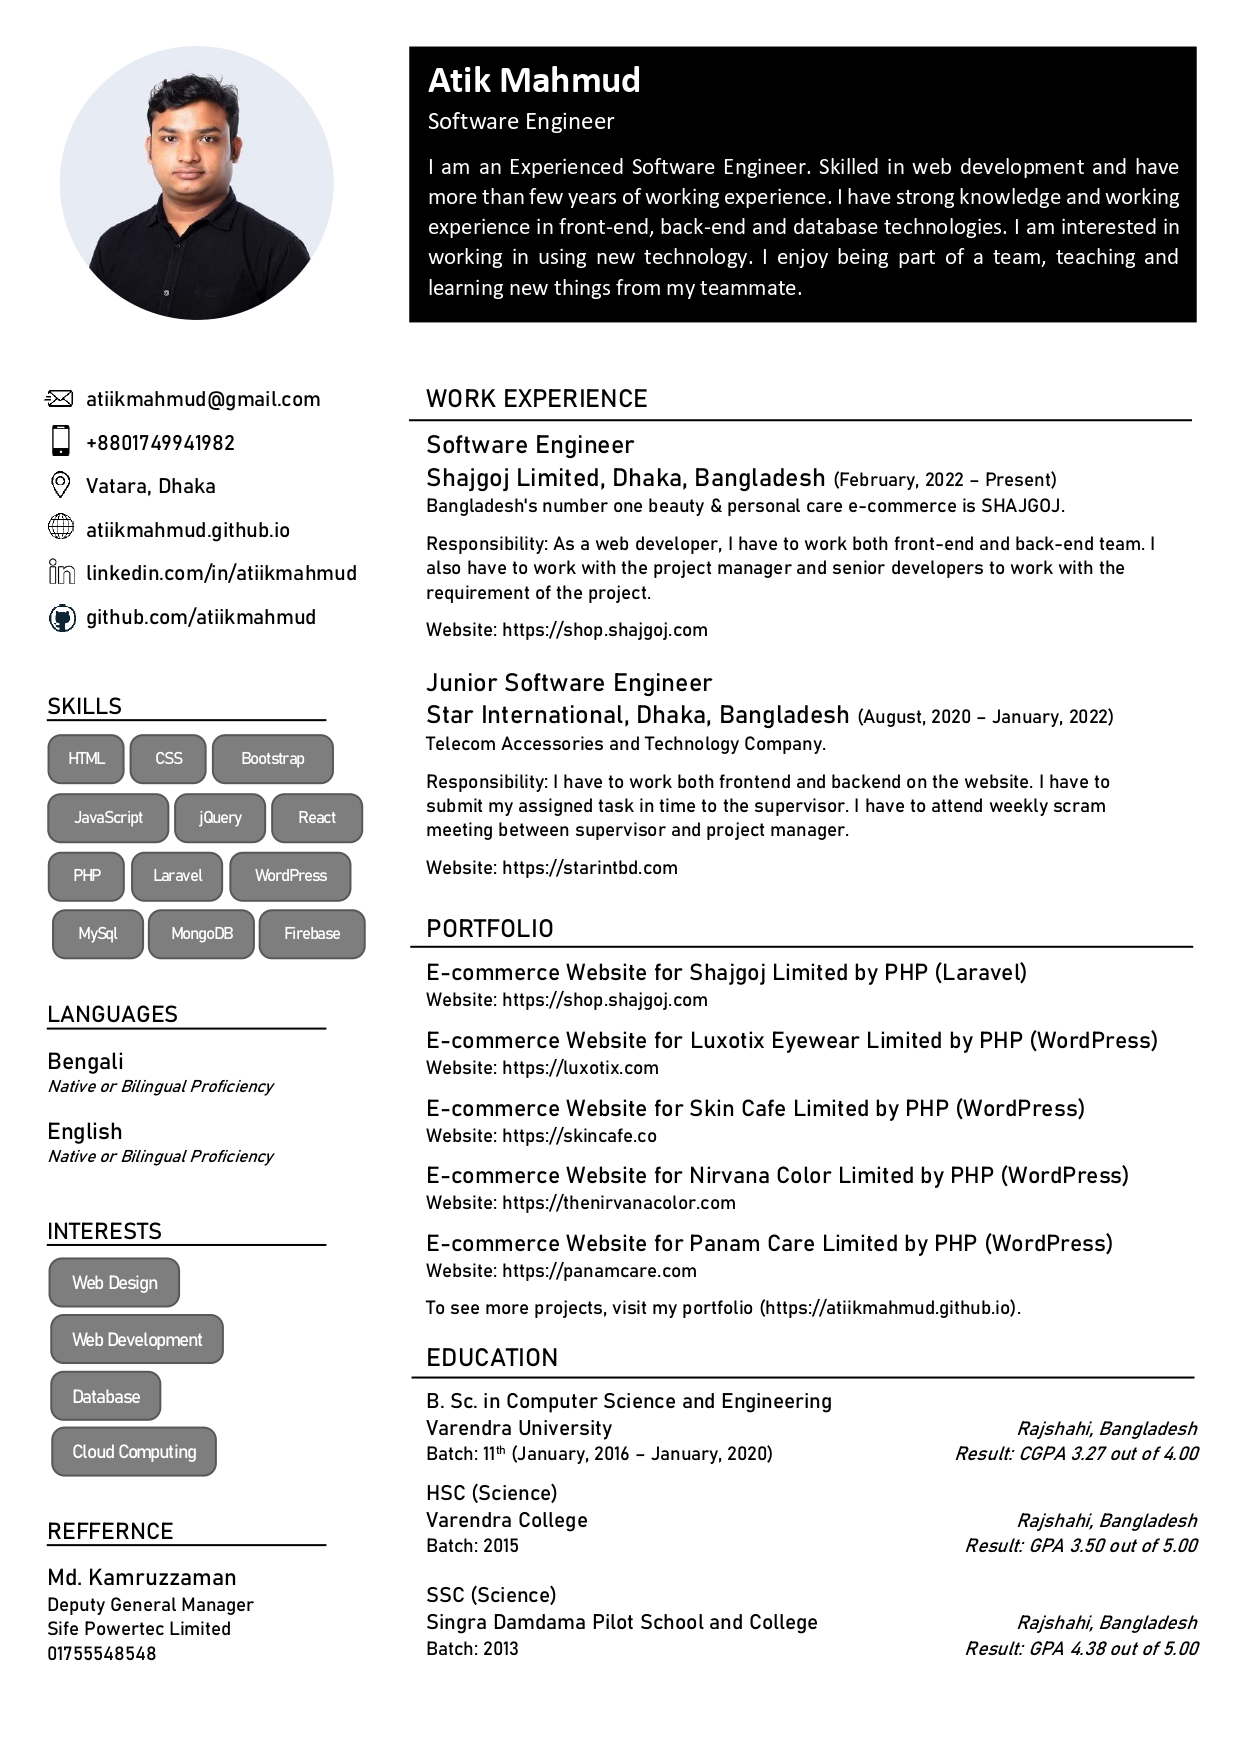 Atik Mahmud
Software Engineer
I am an Experienced Software Engineer. Skilled in web development and have
more than few years of working experience. I have strong knowledge and working
experience in front-end, back-end and database technologies. I am interested in
working in using new technology. I enjoy being part of a team, teaching and
learning new things from my teammate.
atiikmahmud@gmail.com
+8801749941982
Vatara, Dhaka
atiikmahmud.github.io
linkedin.com/in/atiikmahmud
github.com/atiikmahmud
SKILLS
HTML CSS Bootstrap
JavaScript jQuery React
PHP Laravel WordPress
MySql MongoDB Firebase
LANGUAGES
Bengali
Native or Bilingual Proficiency
English
Native or Bilingual Proficiency
INTERESTS
Web Design
Web Development
Database
Cloud Computing
REFFERNCE
Md. Kamruzzaman
Deputy General Manager
Sife Powertec Limited
01755548548
WORK EXPERIENCE
Software Engineer
Shajgoj Limited, Dhaka, Bangladesh (February, 2022 – Present)
Bangladesh's number one beauty & personal care e-commerce is SHAJGOJ.
Responsibility: As a web developer, I have to work both front-end and back-end team. I
also have to work with the project manager and senior developers to work with the
requirement of the project.
Website: https://shop.shajgoj.com
Junior Software Engineer
Star International, Dhaka, Bangladesh (August, 2020 – January, 2022)
Telecom Accessories and Technology Company.
Responsibility: I have to work both frontend and backend on the website. I have to
submit my assigned task in time to the supervisor. I have to attend weekly scram
meeting between supervisor and project manager.
Website: https://starintbd.com
PORTFOLIO
E-commerce Website for Shajgoj Limited by PHP (Laravel)
Website: https://shop.shajgoj.com
E-commerce Website for Luxotix Eyewear Limited by PHP (WordPress)
Website: https://luxotix.com
E-commerce Website for Skin Cafe Limited by PHP (WordPress)
Website: https://skincafe.co
E-commerce Website for Nirvana Color Limited by PHP (WordPress)
Website: https://thenirvanacolor.com
E-commerce Website for Panam Care Limited by PHP (WordPress)
Website: https://panamcare.com
To see more projects, visit my portfolio (https://atiikmahmud.github.io).
EDUCATION
B. Sc. in Computer Science and Engineering
Varendra University Rajshahi, Bangladesh
Batch: 11th (January, 2016 – January, 2020) Result: CGPA 3.27 out of 4.00
HSC (Science)
Varendra College Rajshahi, Bangladesh
Batch: 2015 Result: GPA 3.50 out of 5.00
SSC (Science)
Singra Damdama Pilot School and College Rajshahi, Bangladesh
Batch: 2013 Result: GPA 4.38 out of 5.00